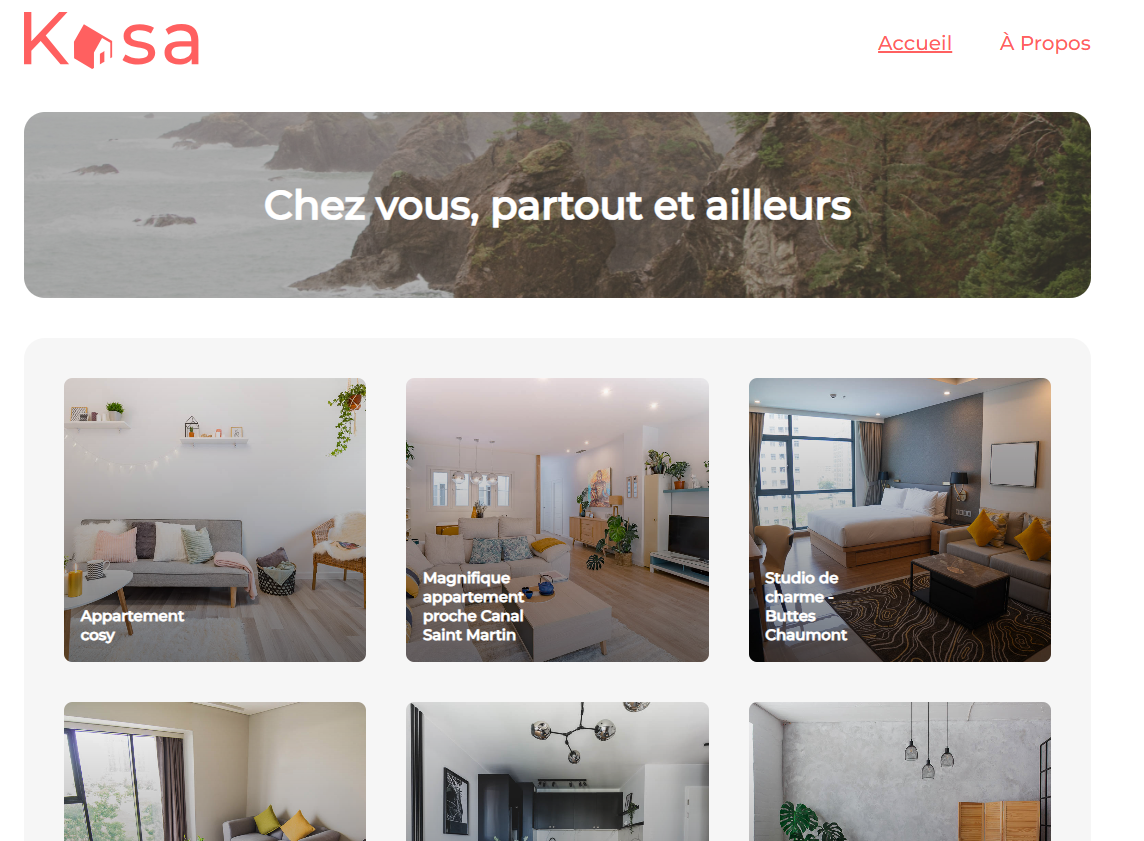 Kasa
Accueil
À Propos
Chez vous, partout et ailleurs
Appartement
cosy
Magnifique
appartement
proche Canal
Saint Martin
Studio de
charme -
Buttes
Chaumont